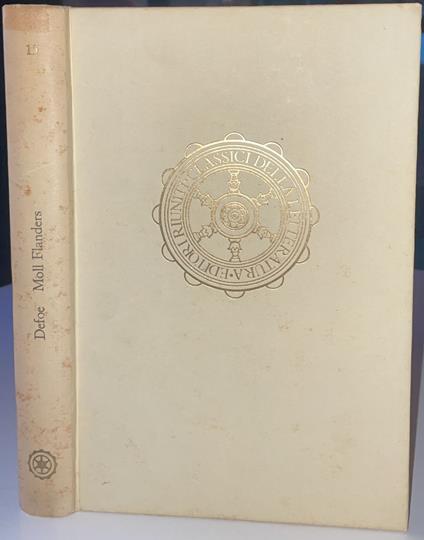 15
Defoe Moll Flanders
EDITORI RIUNITI•CLASSICI DELLA LETTERATURA•